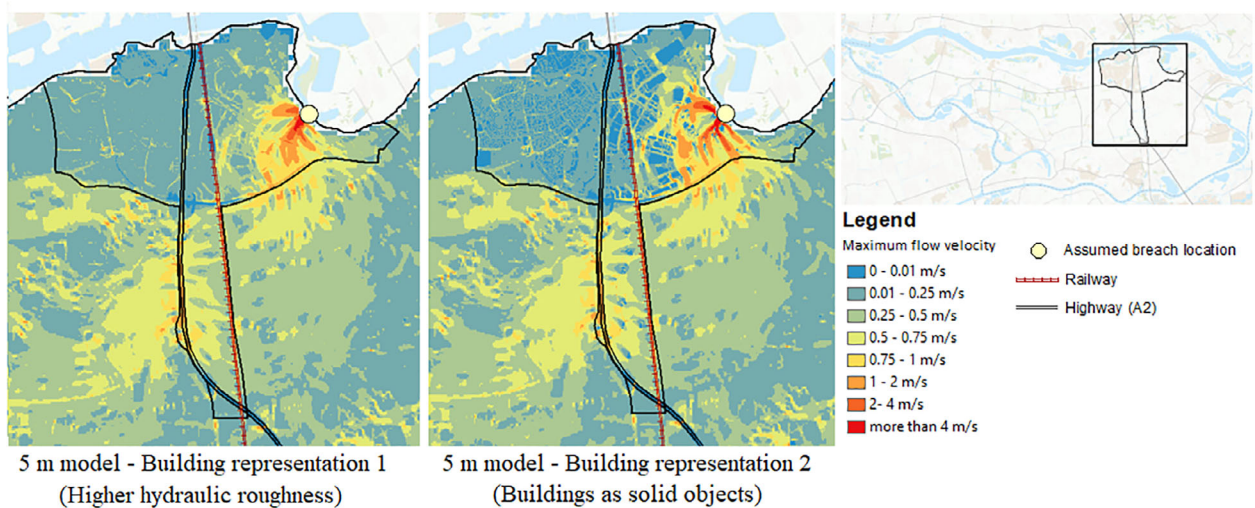 5 m model - Building representation 1
(Higher hydraulic roughness)
5 m model - Building representation 2
(Buildings as solid objects)
Legend
Maximum flow velocity
0 - 0.01 m/s
0.01 - 0.25 m/s
0.25 - 0.5 m/s
0.5 - 0.75 m/s
0.75 - 1 m/s
1 - 2 m/s
2- 4 m/s
more than 4 m/s
Assumed breach location
Railway
Highway (A2)